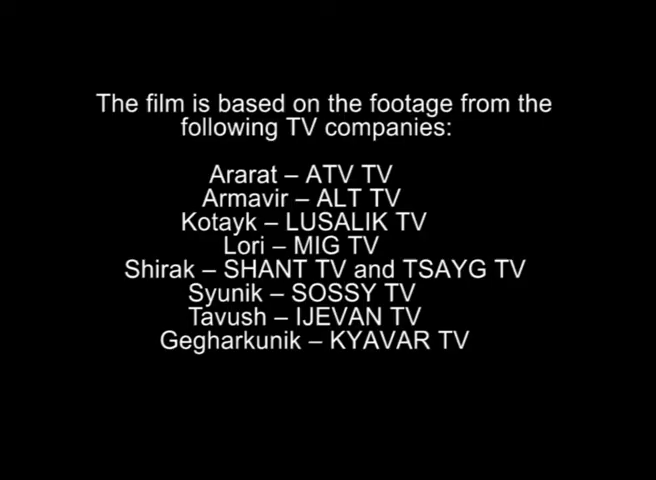 The film is based on the footage from the
following TV companies:
Ararat – ATV TV
Armavir – ALT TV
Kotayk – LUSALIK TV
Lori – MIG TV
Shirak – SHANT TV and TSAYG TV
Syunik – SOSSY TV
Tavush – IJEVAN TV
Gegharkunik – KYAVAR TV